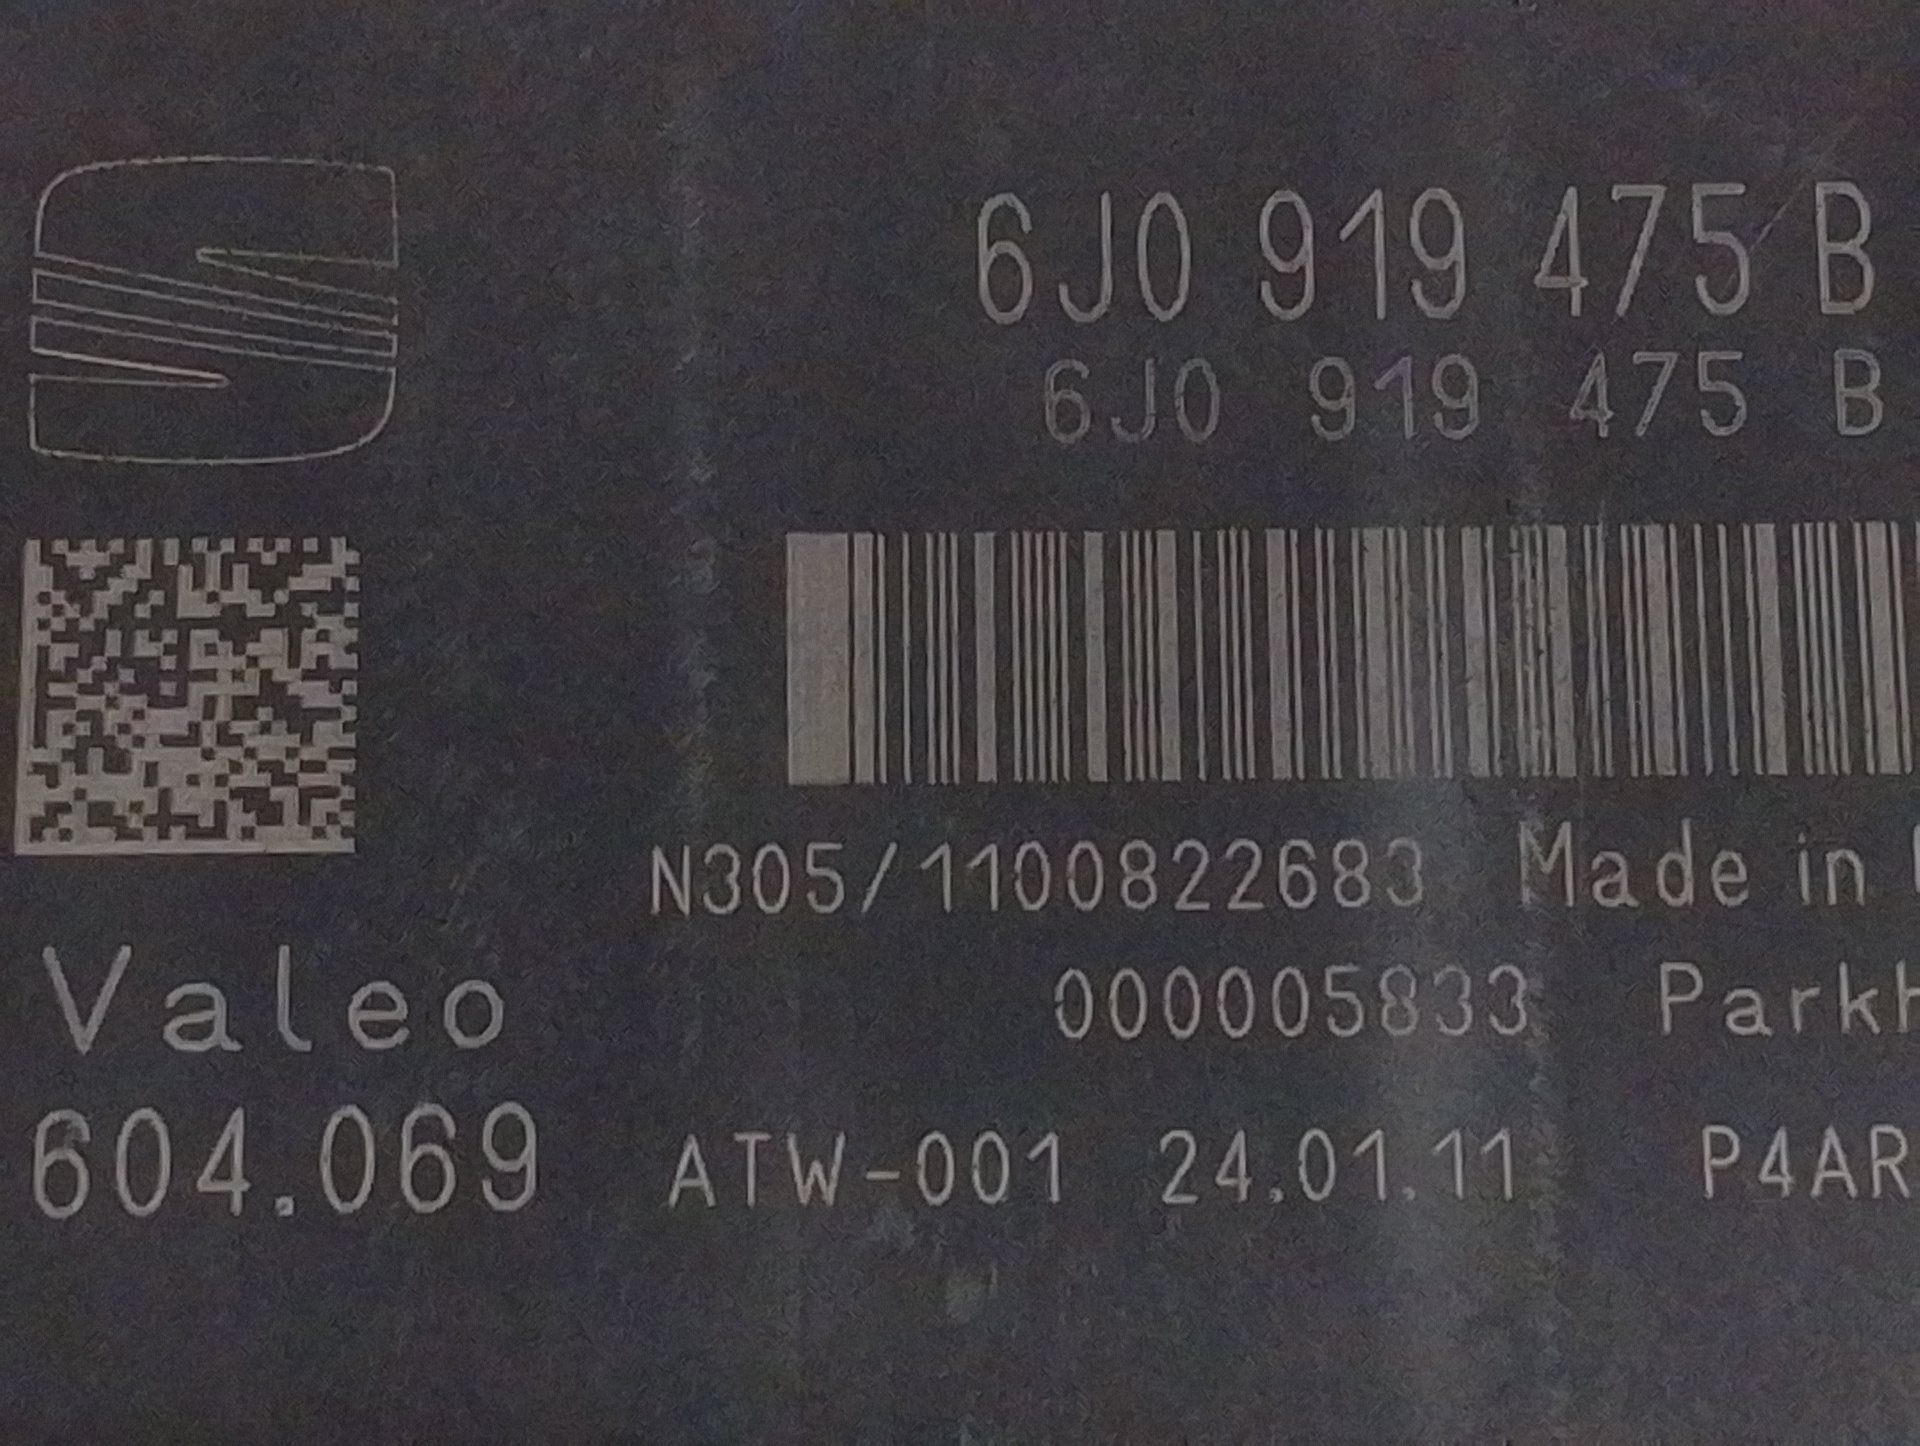 6J0 919 475 B
6J0 919 475 B
N305/1100822683 Made in
000005833 Parkh
Valeo
604.069 ATW-001 24.01.11 P4AR